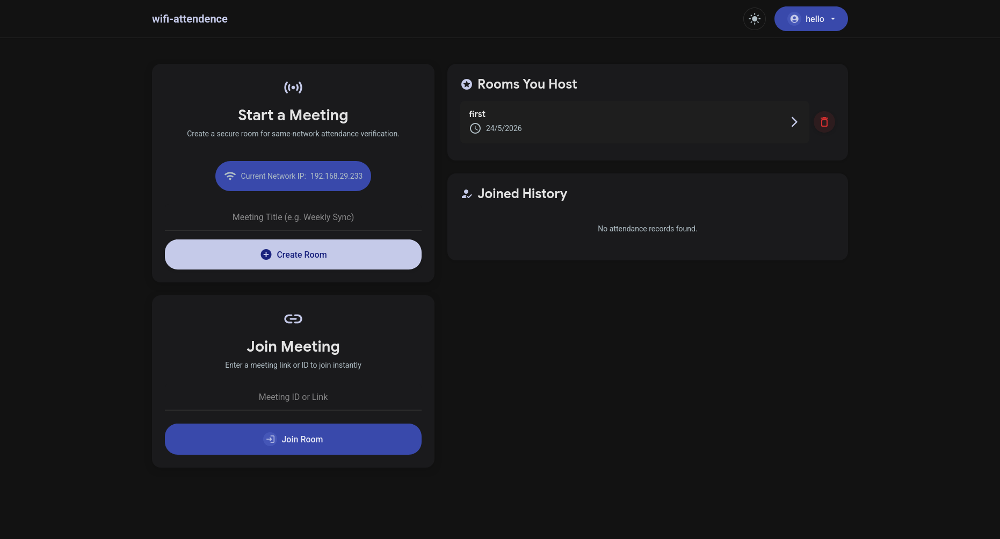 wifi-attendence
hello
Start a Meeting
Create a secure room for same-network attendance verification.
Current Network IP: 192.168.29.233
Meeting Title (e.g. Weekly Sync)
Create Room
Join Meeting
Enter a meeting link or ID to join instantly
Meeting ID or Link
Join Room
Rooms You Host
first
24/5/2026
Joined History
No attendance records found.